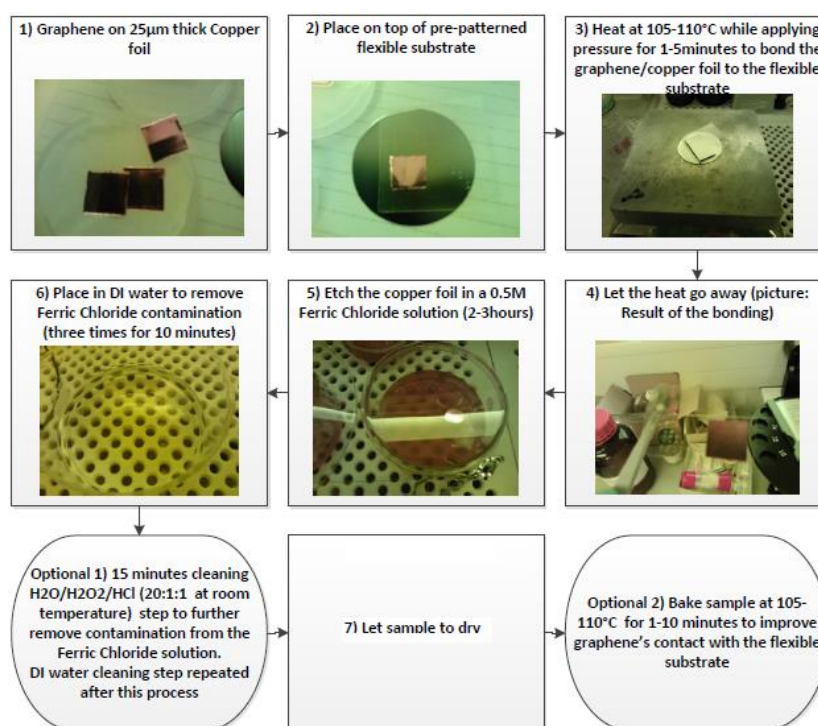 1) Graphene on 25μm thick Copper
foil
2) Place on top of pre-patterned
flexible substrate
3) Heat at 105-110°C while applying
pressure for 1-5minutes to bond the
graphene/copper foil to the flexible
substrate
4) Let the heat go away (picture:
Result of the bonding)
5) Etch the copper foil in a 0.5M
Ferric Chloride solution (2-3hours)
6) Place in DI water to remove
Ferric Chloride contamination
(three times for 10 minutes)
Optional 1) 15 minutes cleaning
H2O/H2O2/HCl (20:1:1 at room
temperature) step to further
remove contamination from the
Ferric Chloride solution.
DI water cleaning step repeated
after this process
7) Let sample to dry
Optional 2) Bake sample at 105-
110°C for 1-10 minutes to improve
graphene's contact with the flexible
substrate